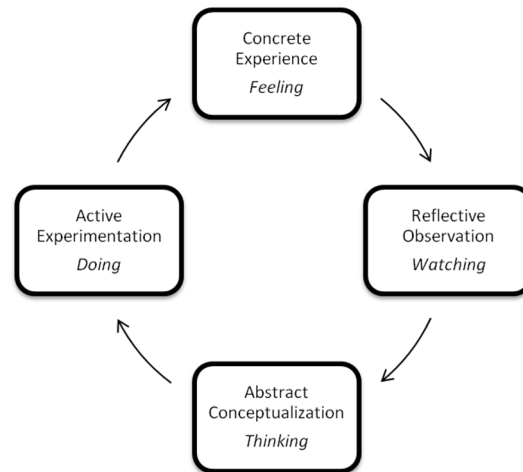 Concrete
Experience
Feeling
Reflective
Observation
Watching
Abstract
Conceptualization
Thinking
Active
Experimentation
Doing